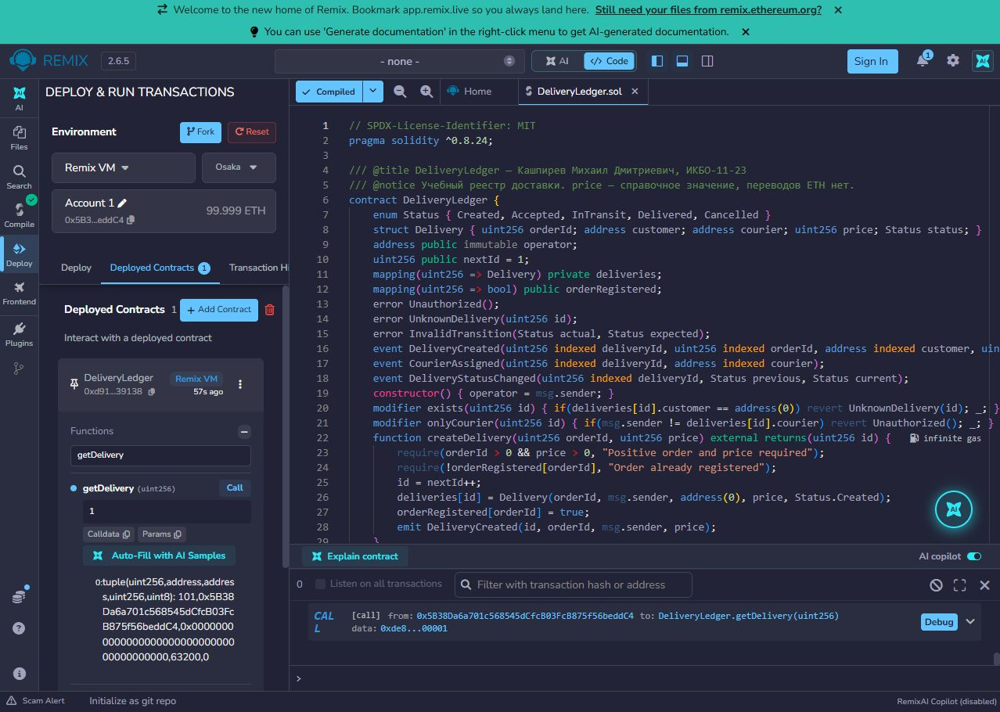 Welcome to the new home of Remix. Bookmark app.remix.live so you always land here. Still need your files from remix.ethereum.org? ✕
You can use 'Generate documentation' in the right-click menu to get AI-generated documentation. ✕
REMIX 2.6.5 - none - AI </> Code Sign In 1
AI
Files
Search
Compile
Deploy
Frontend
Plugins
DEPLOY & RUN TRANSACTIONS
Environment Fork Reset
Remix VM Osaka
Account 1 99.999 ETH
0x5B3...eddC4
Deploy Deployed Contracts 1 Transaction Hi
Deployed Contracts 1 + Add Contract
Interact with a deployed contract
DeliveryLedger Remix VM
0xd91...39138 57s ago
Functions
getDelivery
getDelivery (uint256) Call
1
Calldata Params
Auto-Fill with AI Samples
0:tuple(uint256,address,addres
s,uint256,uint8): 101,0x5B38
Da6a701c568545dCfcB03Fc
B875f56beddC4,0x0000000
0000000000000000000000
00000000000,63200,0
Compiled Home DeliveryLedger.sol ✕
1 // SPDX-License-Identifier: MIT
2 pragma solidity ^0.8.24;
3
4 /// @title DeliveryLedger — Кашпирев Михаил Дмитриевич, ИКБО-11-23
5 /// @notice Учебный реестр доставки. price — справочное значение, переводов ETH нет.
6 contract DeliveryLedger {
7 enum Status { Created, Accepted, InTransit, Delivered, Cancelled }
8 struct Delivery { uint256 orderId; address customer; address courier; uint256 price; Status status; }
9 address public immutable operator;
10 uint256 public nextId = 1;
11 mapping(uint256 => Delivery) private deliveries;
12 mapping(uint256 => bool) public orderRegistered;
13 error Unauthorized();
14 error UnknownDelivery(uint256 id);
15 error InvalidTransition(Status actual, Status expected);
16 event DeliveryCreated(uint256 indexed deliveryId, uint256 indexed orderId, address indexed customer, uin
17 event CourierAssigned(uint256 indexed deliveryId, address indexed courier);
18 event DeliveryStatusChanged(uint256 indexed deliveryId, Status previous, Status current);
19 constructor() { operator = msg.sender; }
20 modifier exists(uint256 id) { if(deliveries[id].customer == address(0)) revert UnknownDelivery(id); _; }
21 modifier onlyCourier(uint256 id) { if(msg.sender != deliveries[id].courier) revert Unauthorized(); _; }
22 function createDelivery(uint256 orderId, uint256 price) external returns(uint256 id) { infinite gas
23 require(orderId > 0 && price > 0, "Positive order and price required");
24 require(!orderRegistered[orderId], "Order already registered");
25 id = nextId++;
26 deliveries[id] = Delivery(orderId, msg.sender, address(0), price, Status.Created);
27 orderRegistered[orderId] = true;
28 emit DeliveryCreated(id, orderId, msg.sender, price);
29 }
Explain contract AI copilot
0 Listen on all transactions Filter with transaction hash or address
CAL
L
[call] from: 0x5B38Da6a701c568545dCfcB03FcB875f56beddC4 to: DeliveryLedger.getDelivery(uint256)
data: 0xde8...00001
Debug
>
Scam Alert Initialize as git repo RemixAI Copilot (disabled)